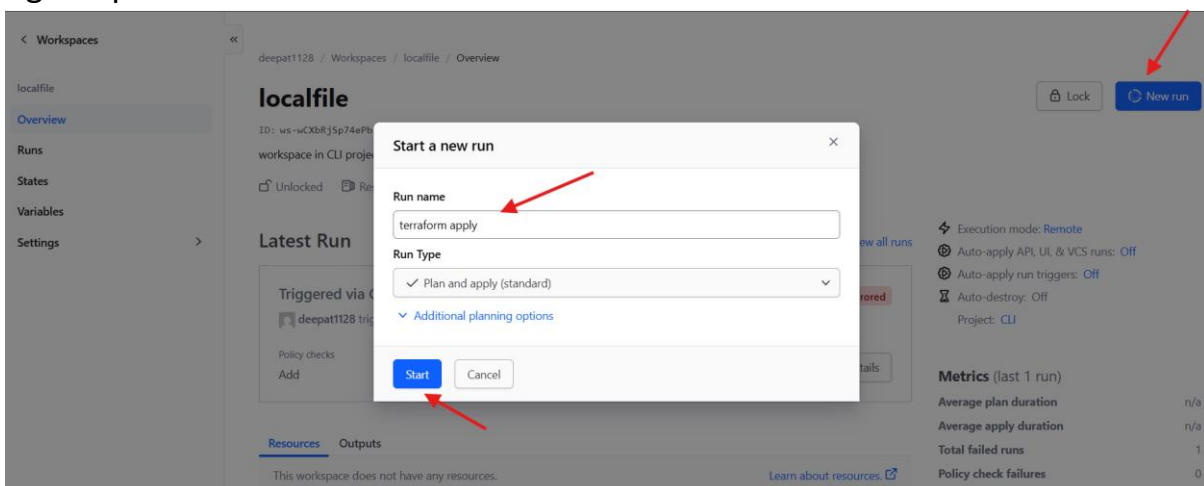 Workspaces
deepat1128 / Workspaces / localfile / Overview
localfile
Overview
Runs
States
Variables
Settings
localfile
Lock
New run
workspace in CLI
Unlocked
Latest Run
all runs
Triggered via
deepat1128
Policy checks
Add
Start a new run
Run name
terraform apply
Run Type
Plan and apply (standard)
Additional planning options
Start
Cancel
Execution mode: Remote
Auto-apply API, UI, & VCS runs: Off
Auto-apply run triggers: Off
Auto-destroy: Off
Project: CLI
Metrics (last 1 run)
Average plan duration n/a
Average apply duration n/a
Total failed runs 1
Policy check failures 0
Resources Outputs
This workspace does not have any resources.
Learn about resources.